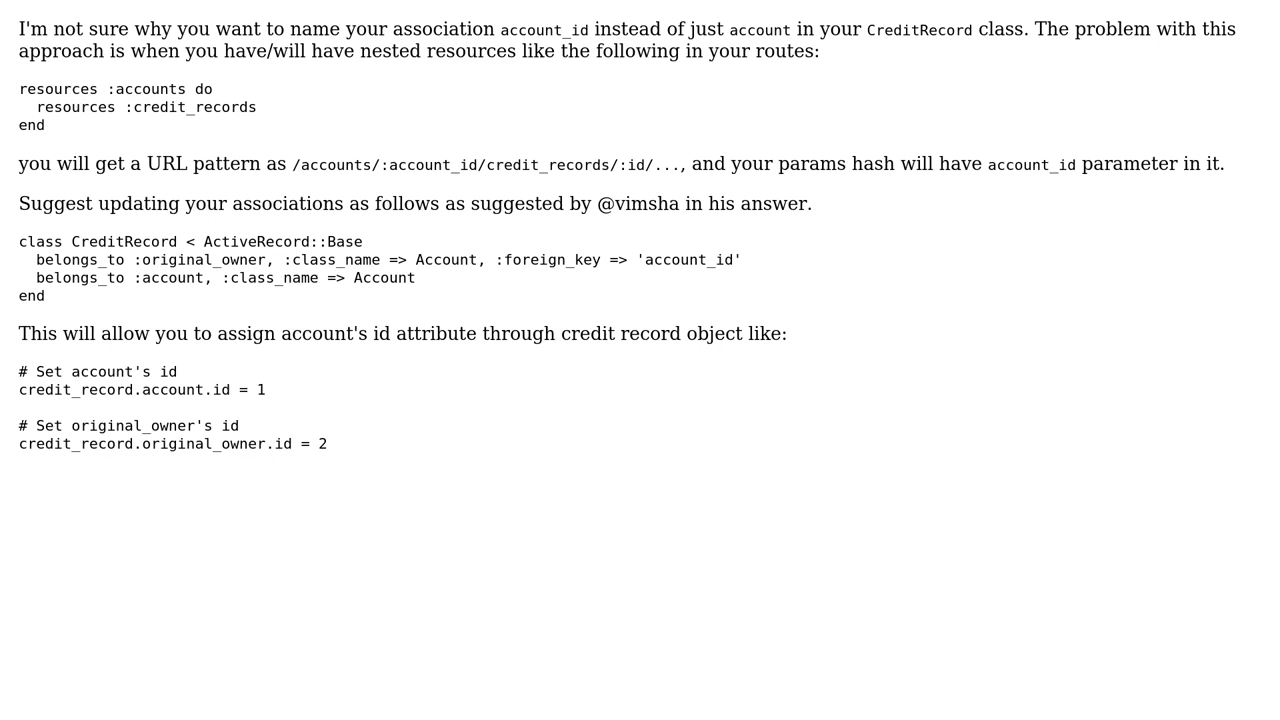 I'm not sure why you want to name your association account_id instead of just account in your CreditRecord class. The problem with this
approach is when you have/will have nested resources like the following in your routes:
resources :accounts do
  resources :credit_records
end
you will get a URL pattern as /accounts/:account_id/credit_records/:id/..., and your params hash will have account_id parameter in it.
Suggest updating your associations as follows as suggested by @vimsha in his answer.
class CreditRecord < ActiveRecord::Base
  belongs_to :original_owner, :class_name => Account, :foreign_key => 'account_id'
  belongs_to :account, :class_name => Account
end
This will allow you to assign account's id attribute through credit record object like:
# Set account's id
credit_record.account.id = 1
# Set original_owner's id
credit_record.original_owner.id = 2